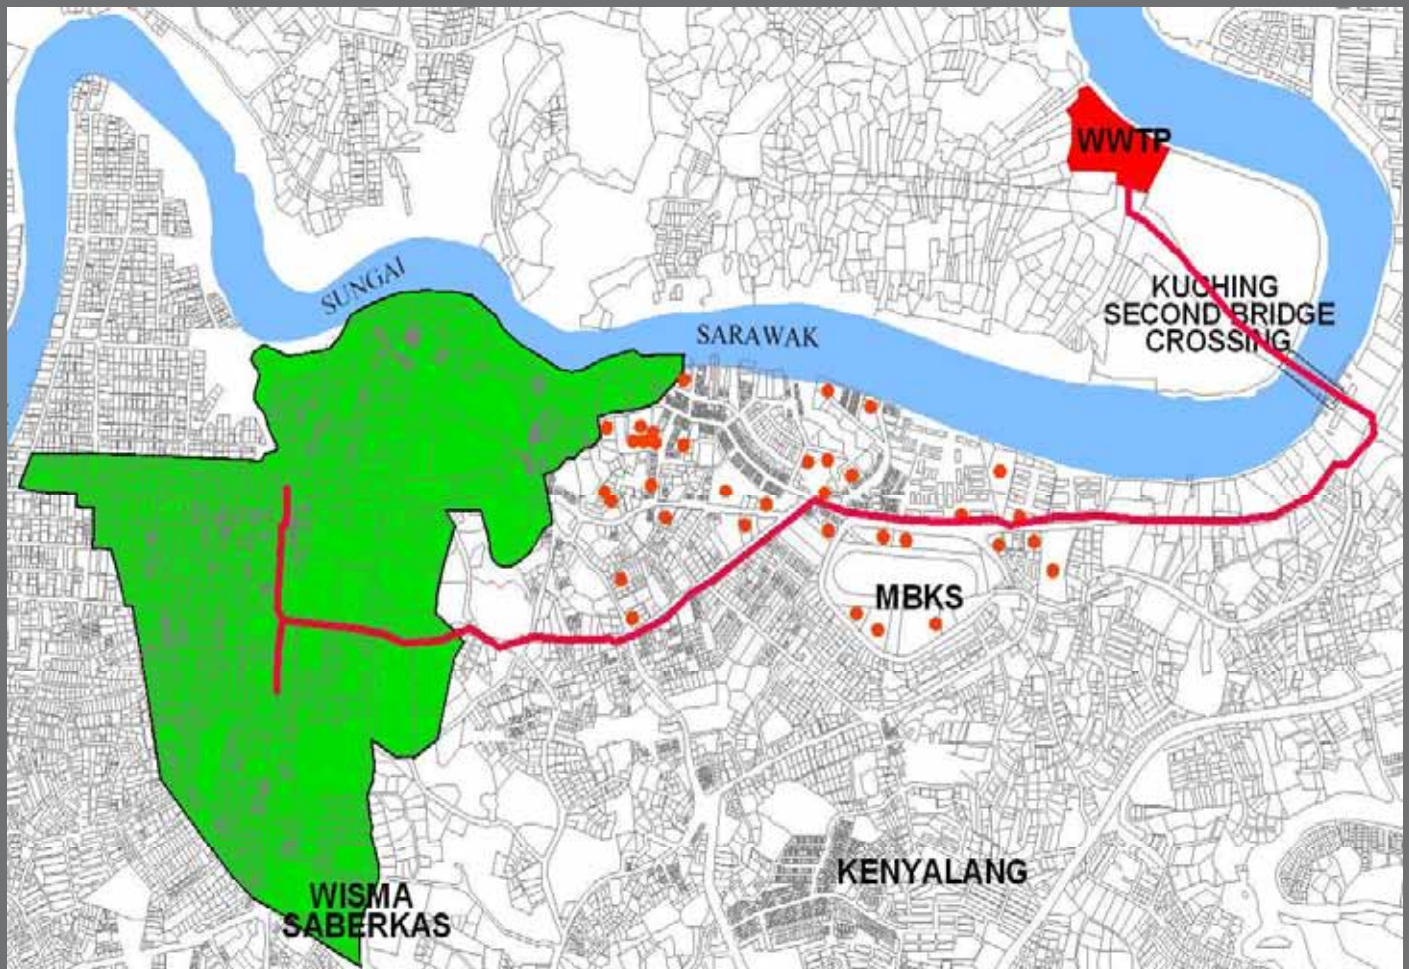 WWTP
SUNGAI
KUCHING
SECOND BRIDGE
CROSSING
SARAWAK
MBKS
KENYALANG
WISMA
SABERKAS